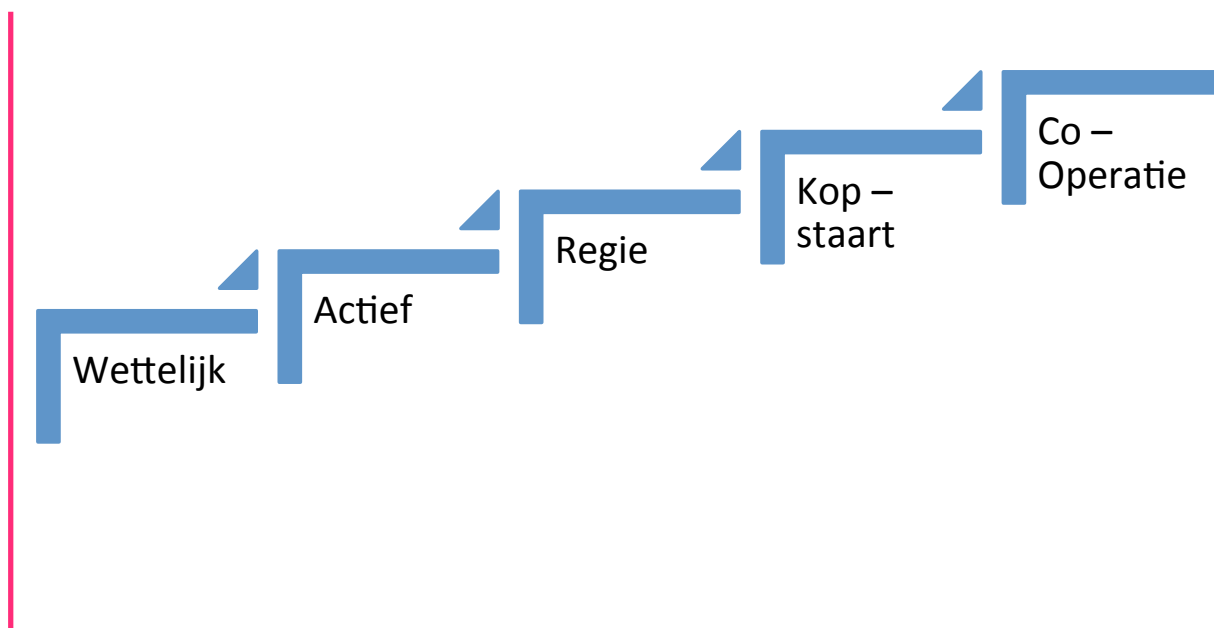 Wettelijk
Actief
Regie
Kop –
staart
Co –
Operatie